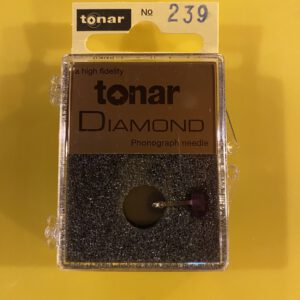 tonar No 239
a high fidelity
tonar
DIAMOND
Phonograph needle